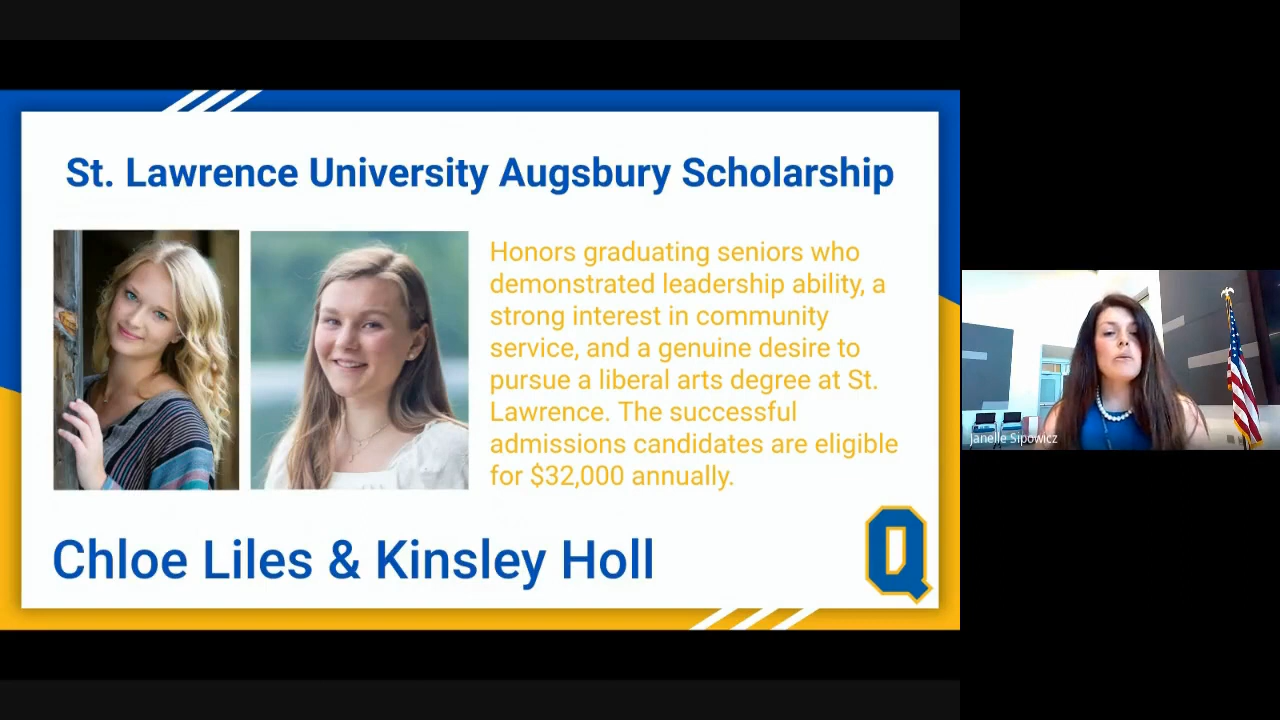 St. Lawrence University Augsbury Scholarship
Honors graduating seniors who
demonstrated leadership ability, a
strong interest in community
service, and a genuine desire to
pursue a liberal arts degree at St.
Lawrence. The successful
admissions candidates are eligible
for $32,000 annually.
Chloe Liles & Kinsley Holl
Q
Janelle Sipowicz